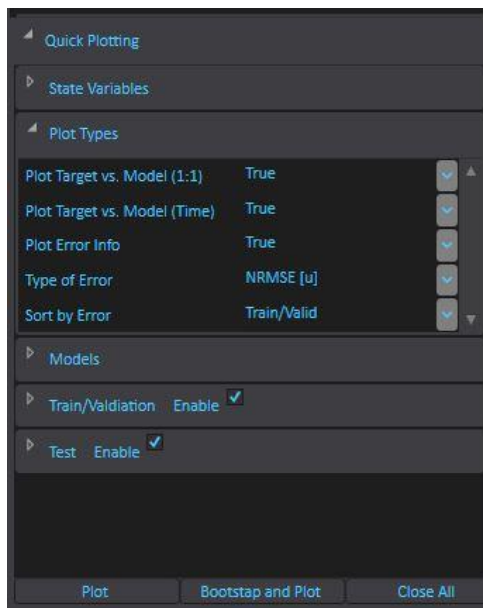 Quick Plotting
State Variables
Plot Types
Plot Target vs. Model (1:1) True
Plot Target vs. Model (Time) True
Plot Error Info True
Type of Error NRMSE [u]
Sort by Error Train/Valid
Models
Train/Valdiation Enable
Test Enable
Plot Bootstap and Plot Close All